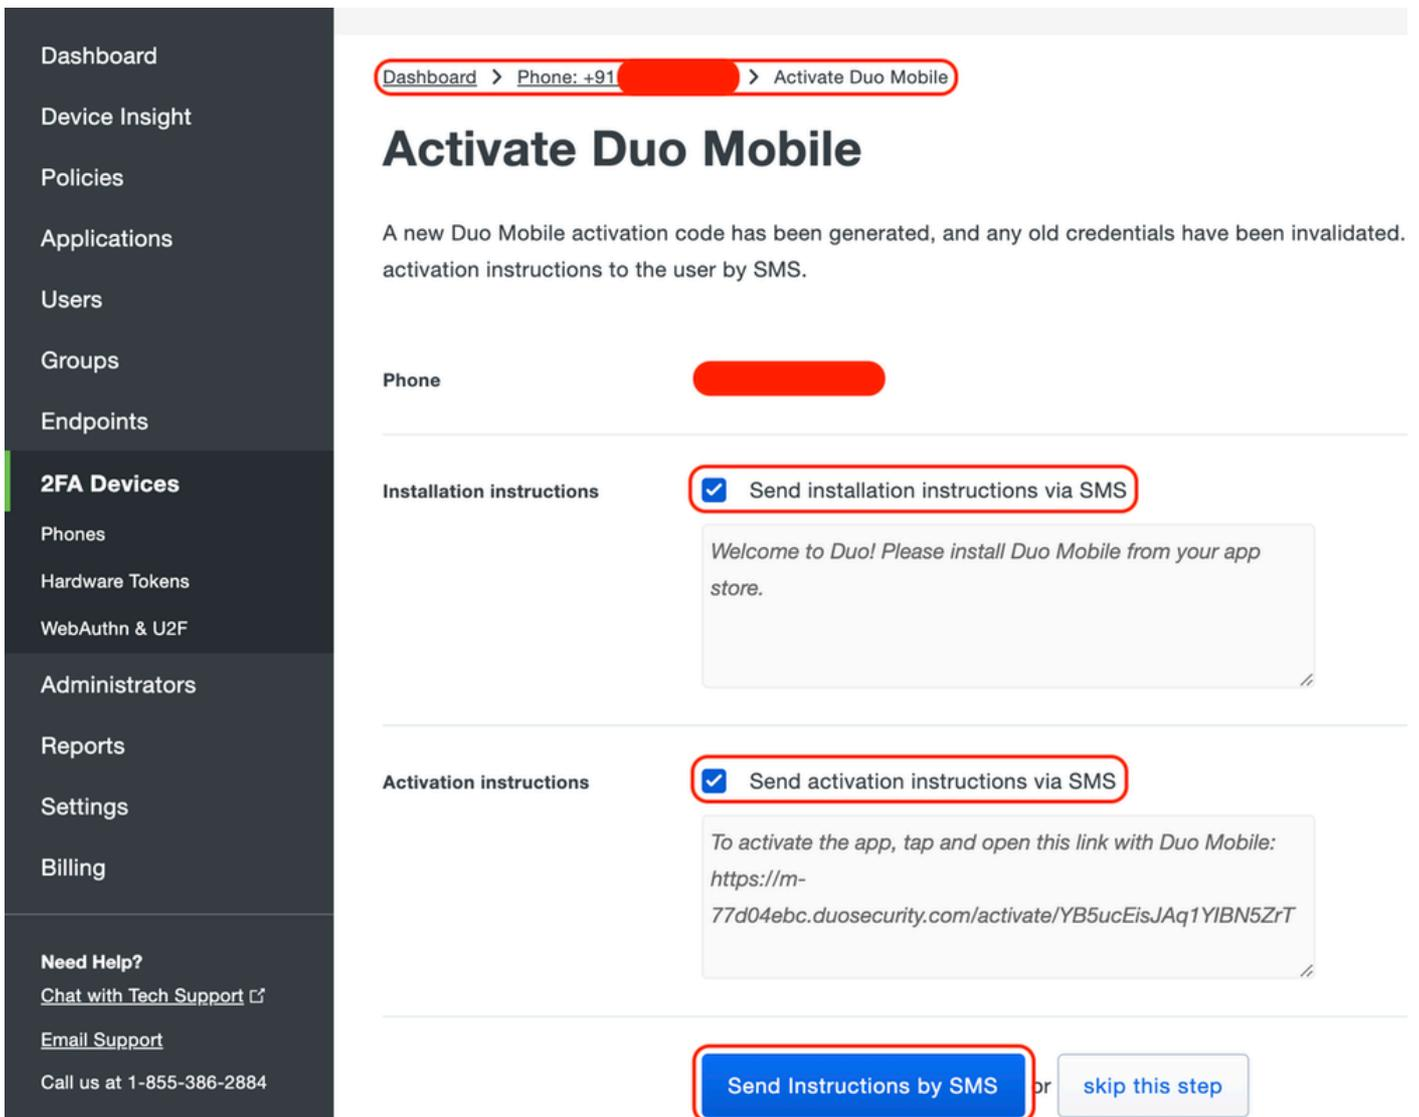 Dashboard
Device Insight
Policies
Applications
Users
Groups
Endpoints
2FA Devices
Phones
Hardware Tokens
WebAuthn & U2F
Administrators
Reports
Settings
Billing
Need Help?
Chat with Tech Support
Email Support
Call us at 1-855-386-2884
Dashboard > Phone: +91 > Activate Duo Mobile
Activate Duo Mobile
A new Duo Mobile activation code has been generated, and any old credentials have been invalidated.
activation instructions to the user by SMS.
Phone
Installation instructions
Send installation instructions via SMS
Welcome to Duo! Please install Duo Mobile from your app
store.
Activation instructions
Send activation instructions via SMS
To activate the app, tap and open this link with Duo Mobile:
https://m-
77d04ebc.duosecurity.com/activate/YB5ucEisJAq1YIBN5ZrT
Send Instructions by SMS or skip this step